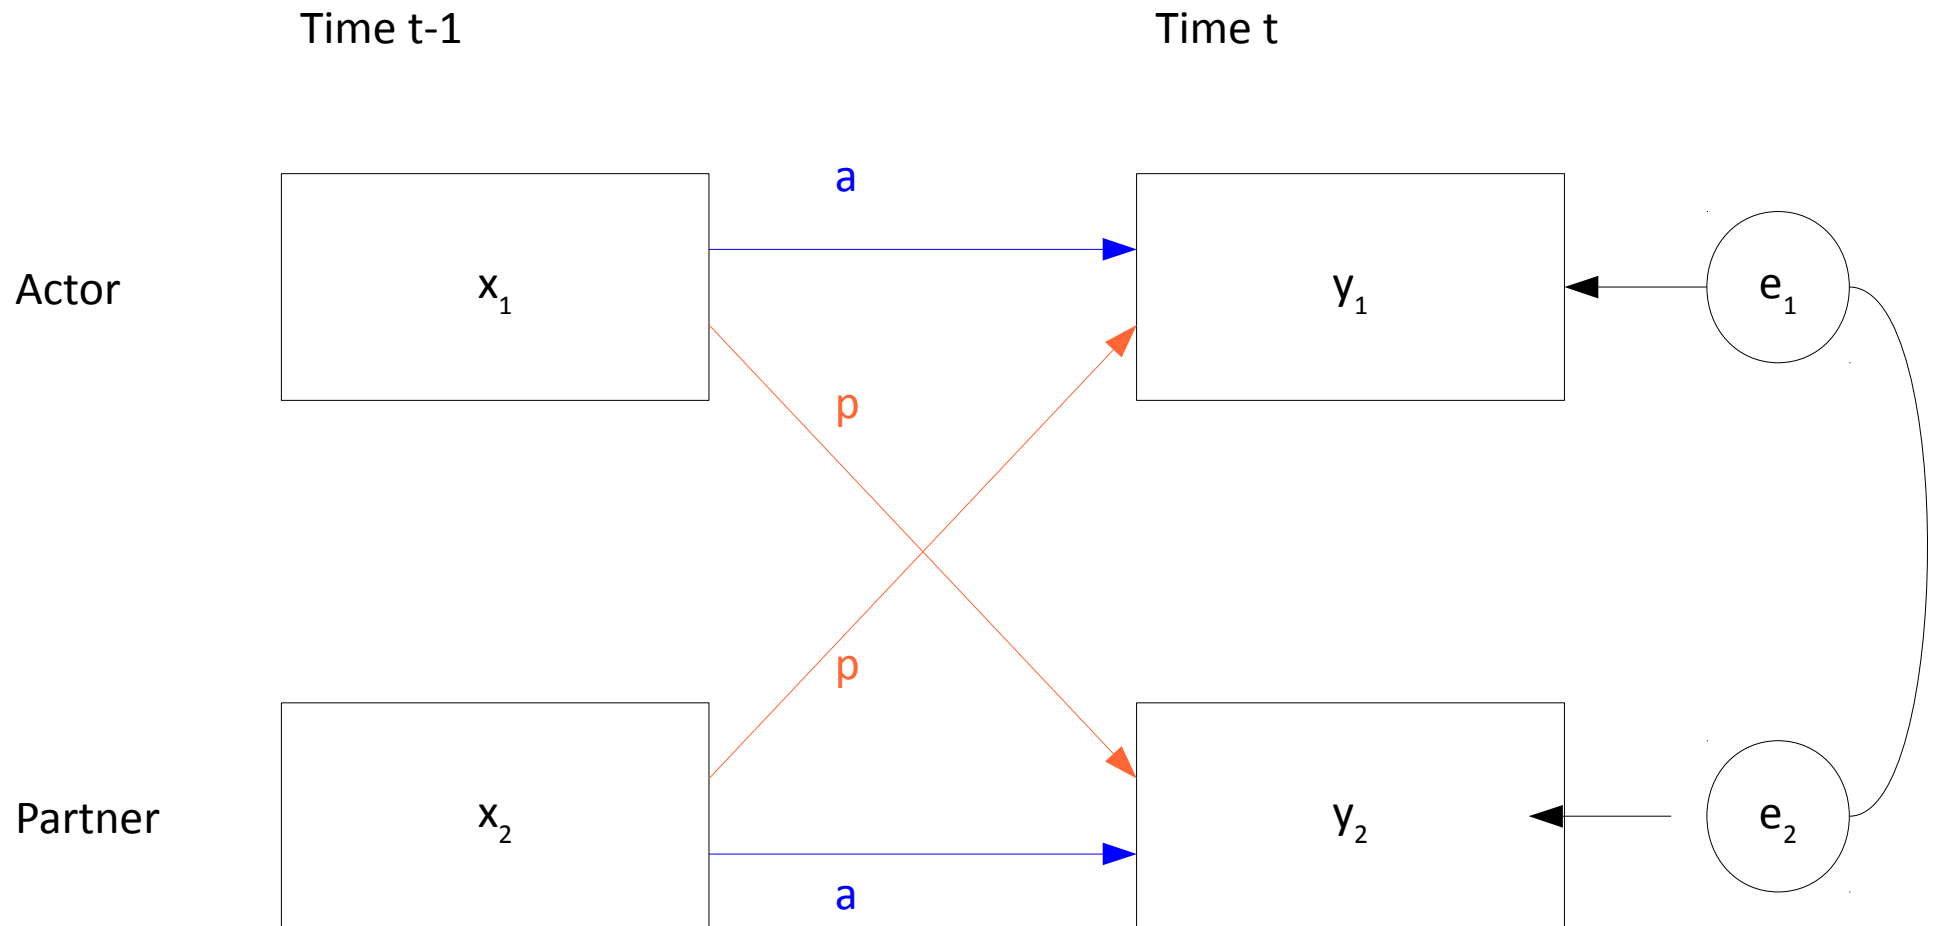 Time t-1 Time t
a
Actor x₁ y₁ e₁
p
p
Partner x₂ y₂ e₂
a